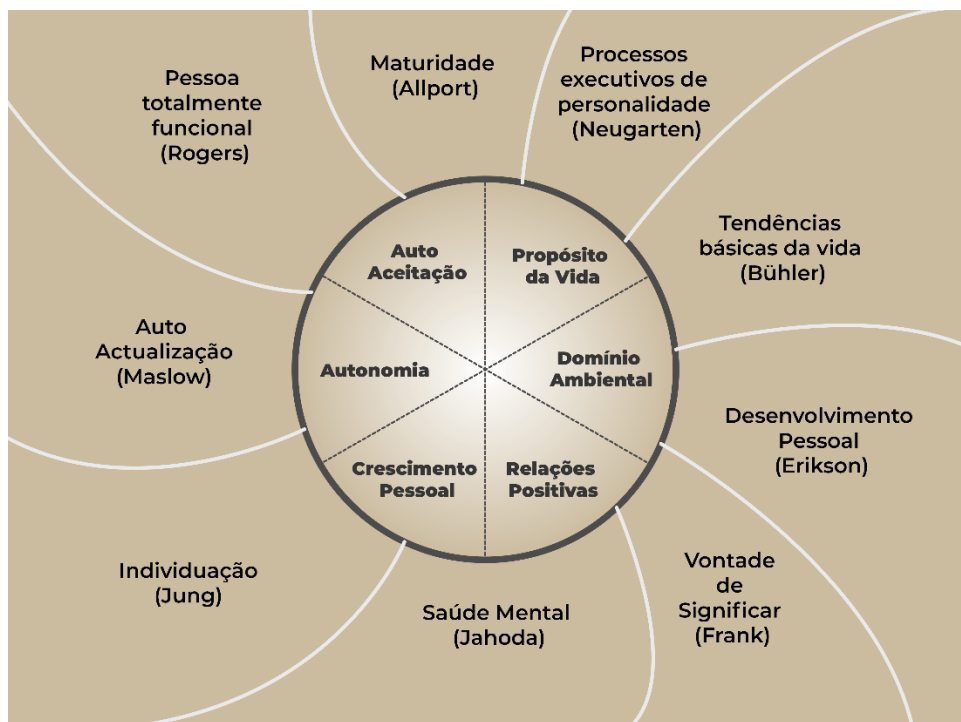 Maturidade
(Allport)
Processos
executivos de
personalidade
(Neugarten)
Pessoa
totalmente
funcional
(Rogers)
Tendências
básicas da vida
(Bühler)
Auto
Aceitação
Propósito
da Vida
Auto
Actualização
(Maslow)
Autonomia
Domínio
Ambiental
Desenvolvimento
Pessoal
(Erikson)
Crescimento
Pessoal
Relações
Positivas
Individuação
(Jung)
Saúde Mental
(Jahoda)
Vontade
de
Significar
(Frank)